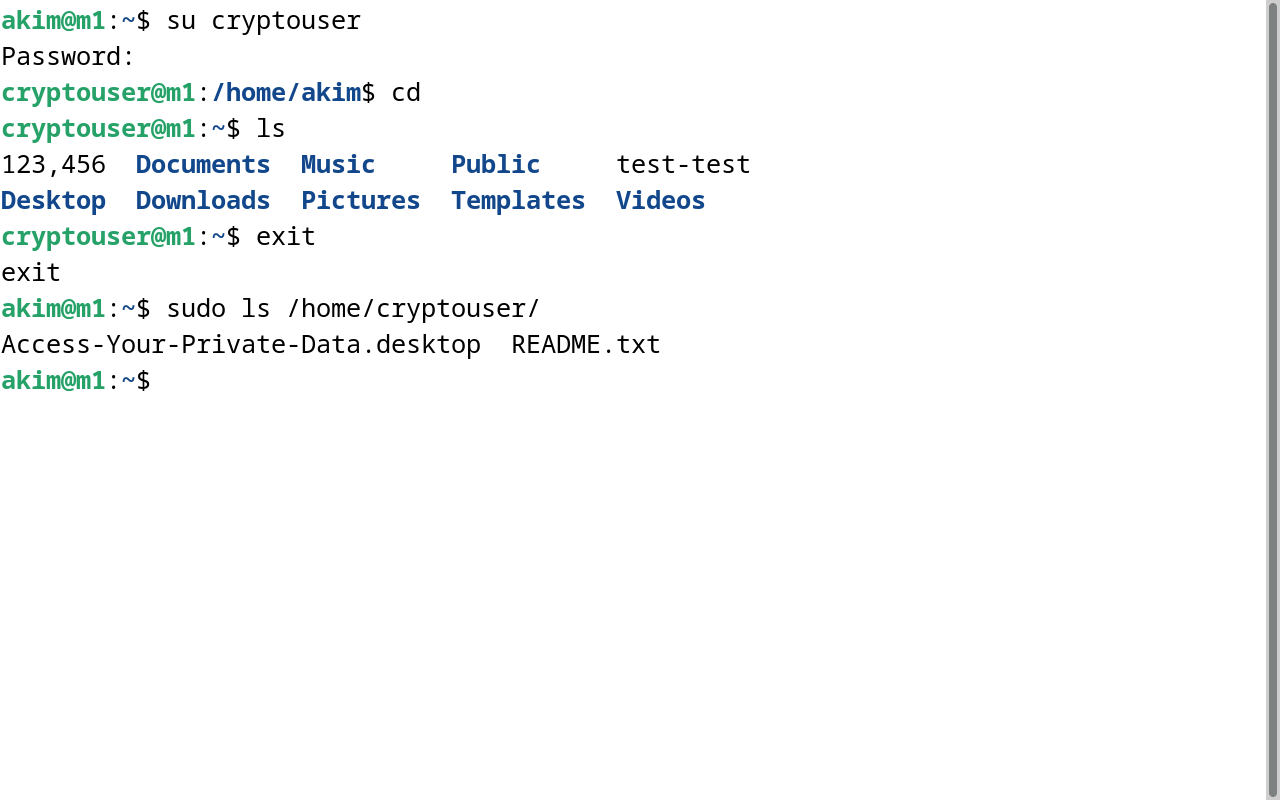 akim@m1:~$ su cryptouser
Password:
cryptouser@m1:/home/akim$ cd
cryptouser@m1:~$ ls
123,456  Documents  Music     Public     test-test
Desktop  Downloads  Pictures  Templates  Videos
cryptouser@m1:~$ exit
exit
akim@m1:~$ sudo ls /home/cryptouser/
Access-Your-Private-Data.desktop  README.txt
akim@m1:~$